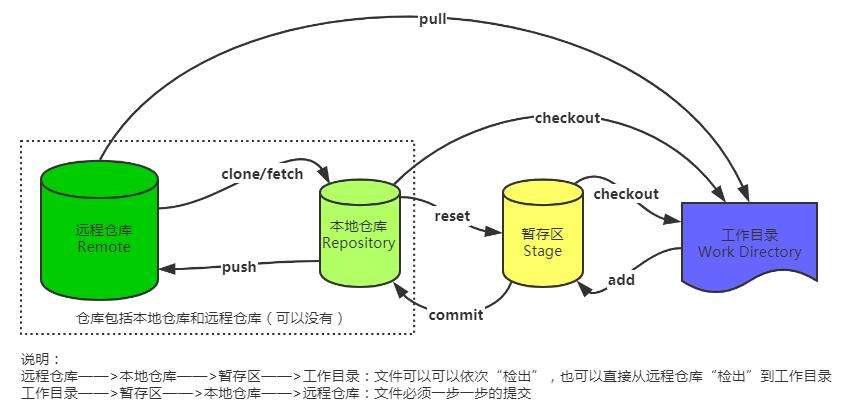 pull
checkout
clone/fetch
checkout
远程仓库
Remote
本地仓库
Repository
reset
暂存区
Stage
工作目录
Work Directory
push
add
commit
仓库包括本地仓库和远程仓库（可以没有）
说明：
远程仓库——>本地仓库——>暂存区——>工作目录：文件可以可以依次“检出”，也可以直接从远程仓库“检出”到工作目录
工作目录——>暂存区——>本地仓库——>远程仓库：文件必须一步一步的提交